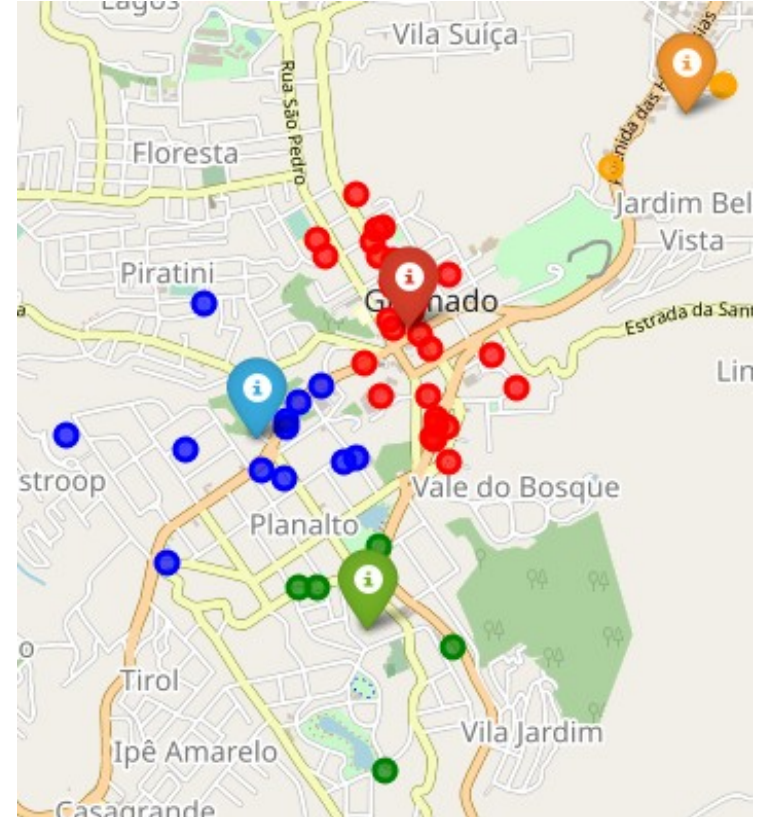 Lagos
Vila Suíça
Rua São Pedro
Floresta
Jardim Bel
Vista
Piratini
Estrada da San
Lin
stroop
Vale do Bosque
Planalto
Tirol
Vila Jardim
Ipê Amarelo
Casagrande